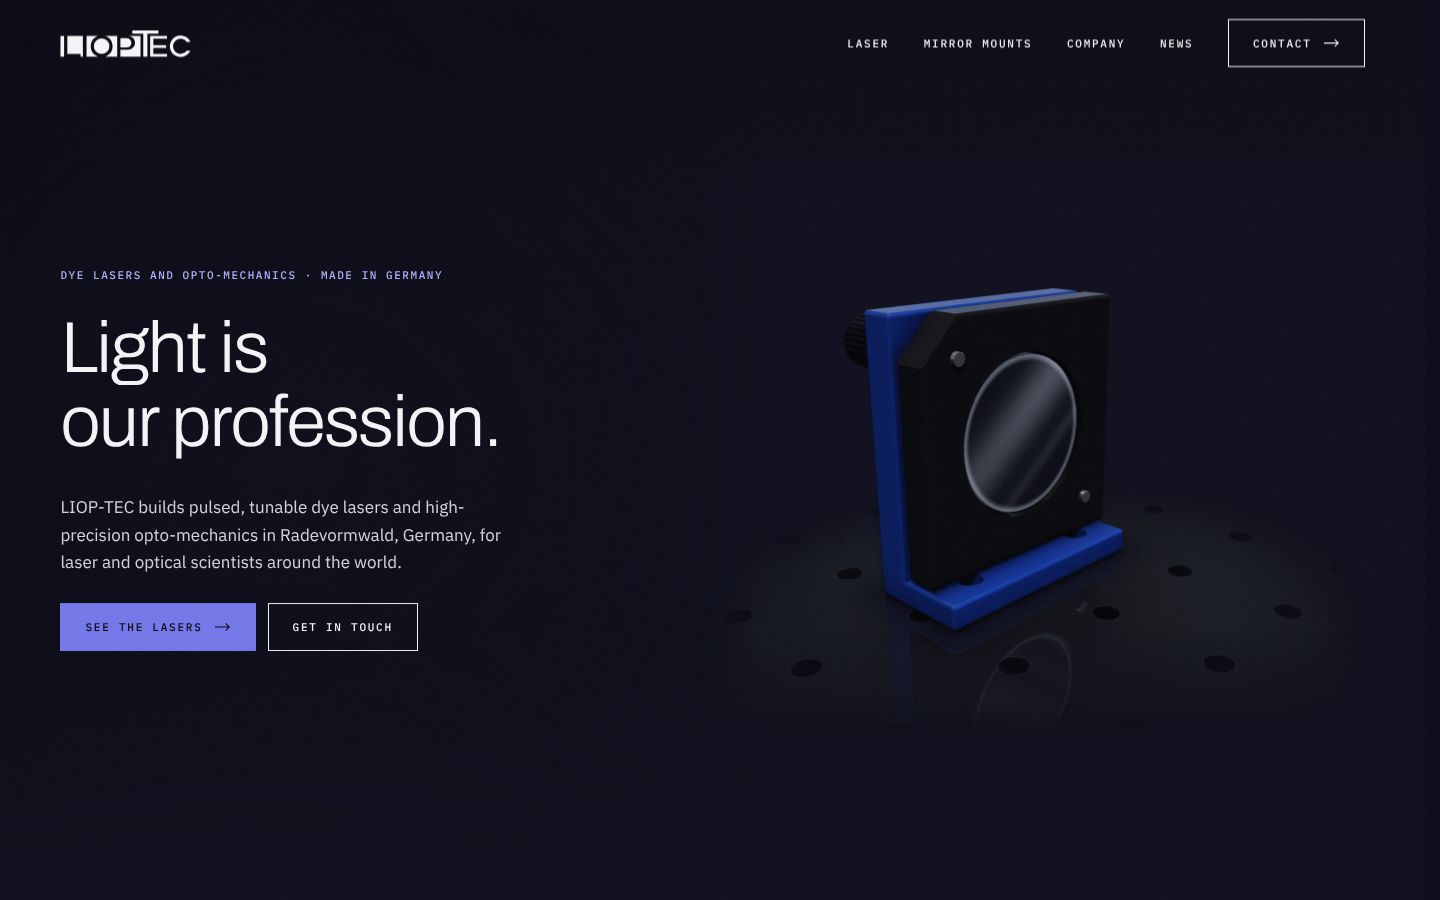 LIOPTEC
LASER
MIRROR MOUNTS
COMPANY
NEWS
CONTACT →
DYE LASERS AND OPTO-MECHANICS · MADE IN GERMANY
Light is
our profession.
LIOP-TEC builds pulsed, tunable dye lasers and high-
precision opto-mechanics in Radevormwald, Germany, for
laser and optical scientists around the world.
SEE THE LASERS →
GET IN TOUCH